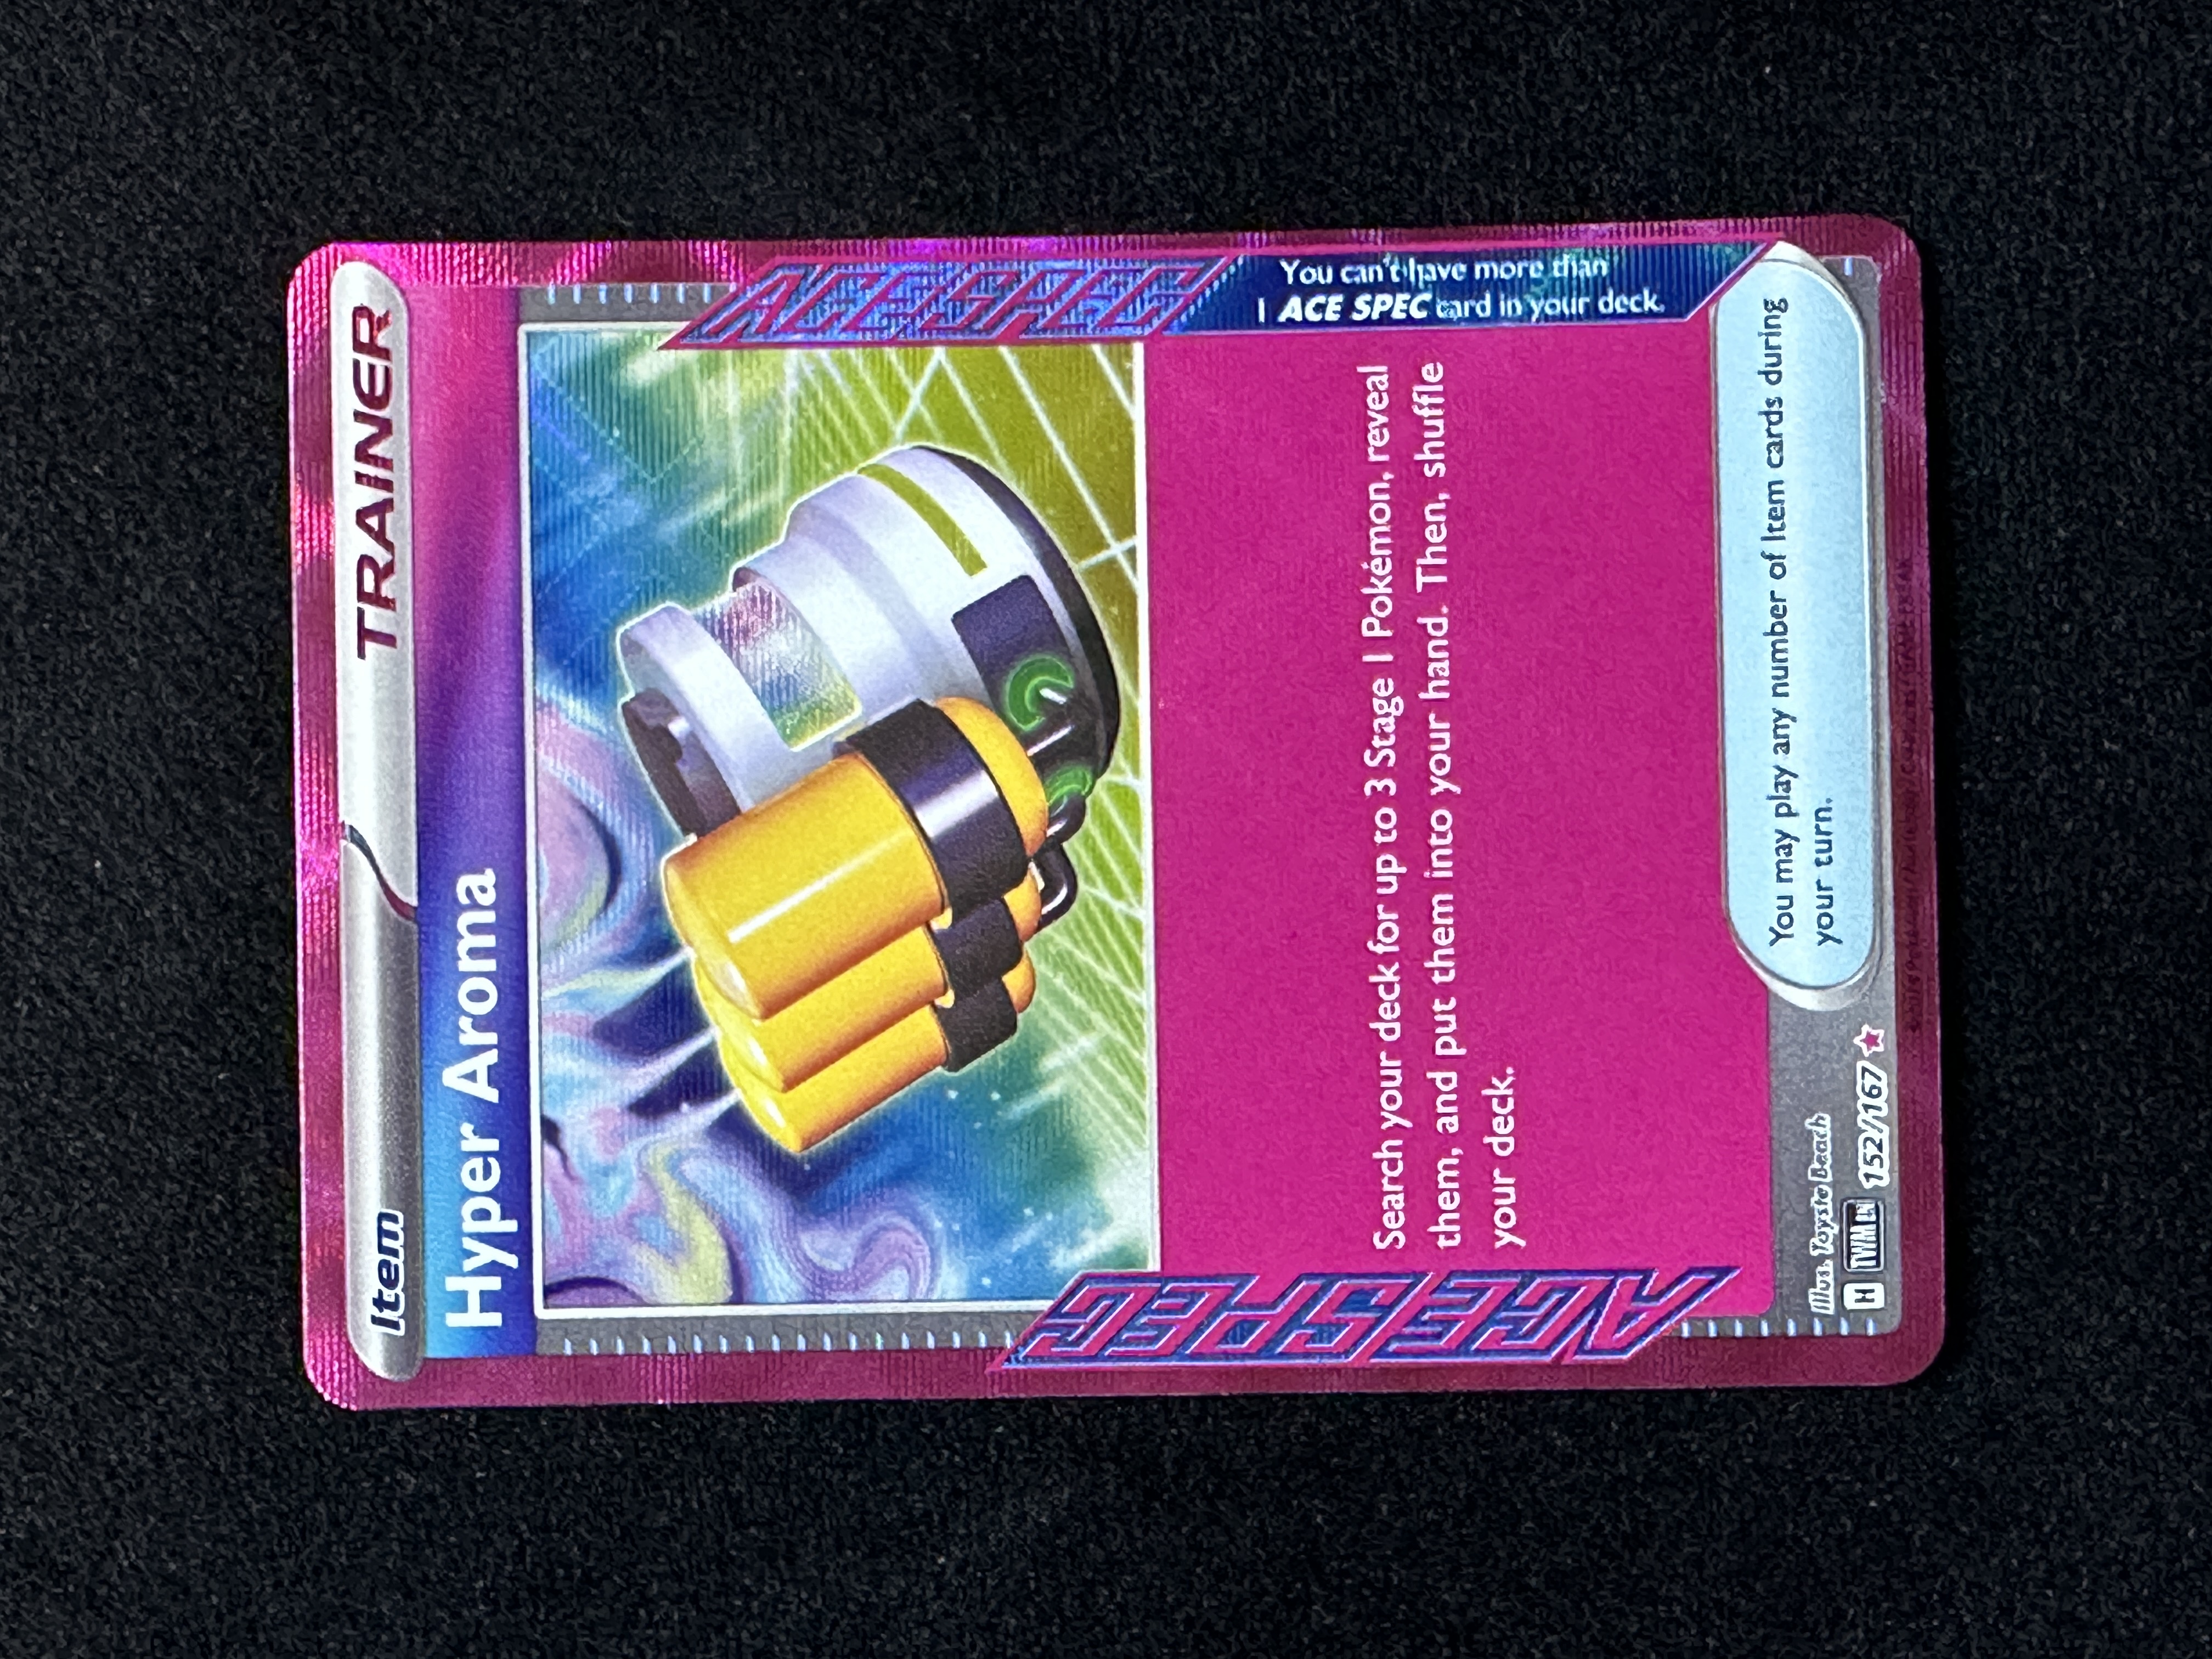 Item
TRAINER
Hyper Aroma
ACE SPEC
Search your deck for up to 3 Stage 1 Pokémon, reveal
them, and put them into your hand. Then, shuffle
your deck.
ACE SPEC
You can't have more than
1 ACE SPEC card in your deck.
You may play any number of Item cards during
your turn.
Illus. Toyste Beach
H TWM EN 152/167